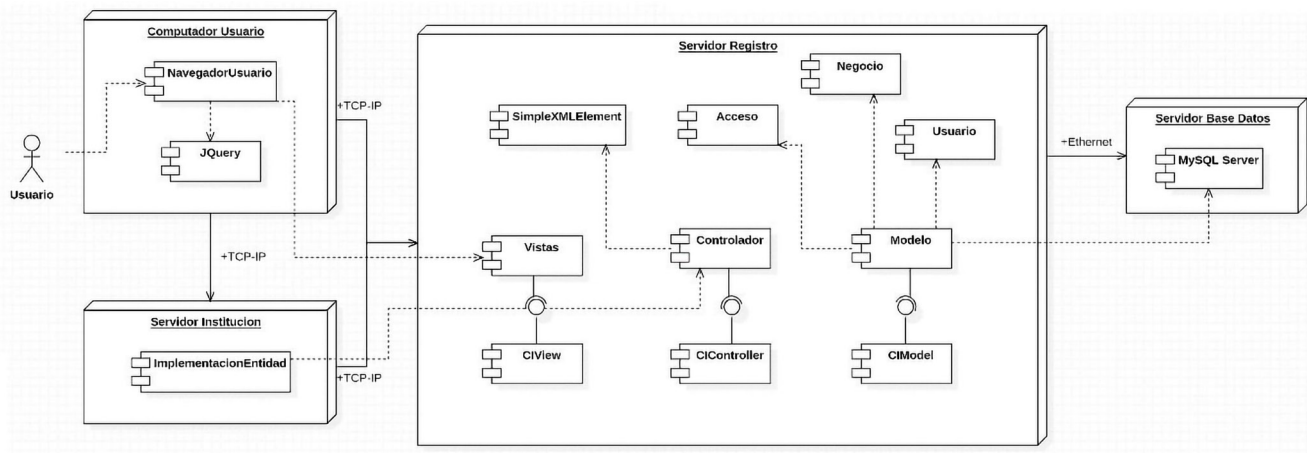 Computador Usuario
NavegadorUsuario
JQuery
Usuario
+TCP-IP
+TCP-IP
Servidor Institucion
ImplementacionEntidad
+TCP-IP
Servidor Registro
Negocio
SimpleXMLElement
Acceso
Usuario
Vistas
Controlador
Modelo
CIView
CIController
CIModel
+Ethernet
Servidor Base Datos
MySQL Server